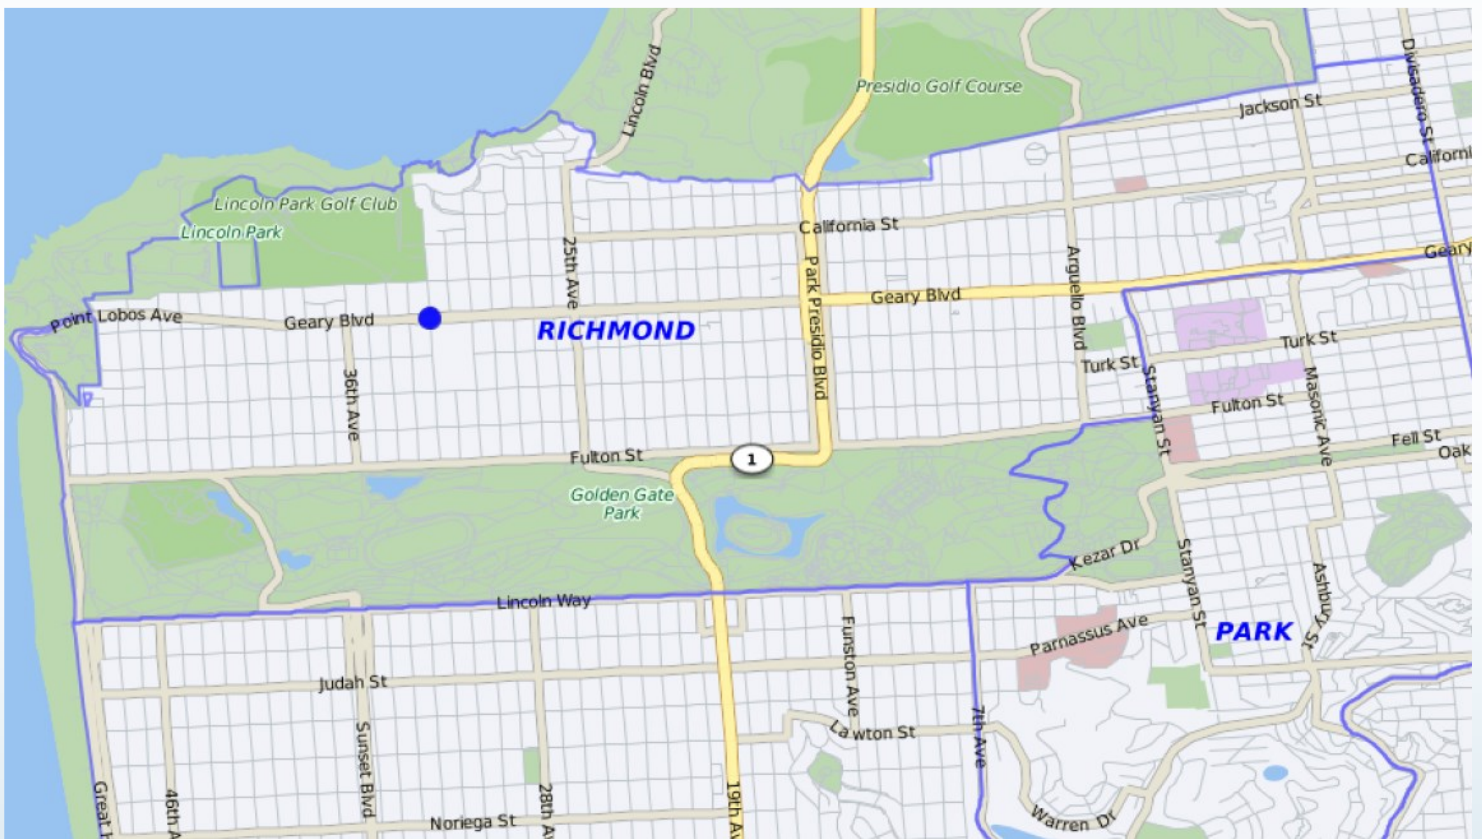 Lincoln Blvd
Presidio Golf Course
Divisadero St
Jackson St
Californi
Lincoln Park Golf Club
Lincoln Park
California St
25th Ave
Arguello Blvd
Geary
Park Presidio Blvd
Geary Blvd
Point Lobos Ave
Geary Blvd
RICHMOND
Turk St
Turk St
36th Ave
Stanyan St
Masonic Ave
Fulton St
Fell St
Oak
Fulton St
1
Golden Gate
Park
Kezar Dr
Stanyan St
Ashbury St
Lincoln Way
Funston Ave
Parnassus Ave
PARK
Judah St
Sunset Blvd
7th Ave
Lawton St
Great H
46th A
28th Av
19th Av
Noriega St
Warren Dr